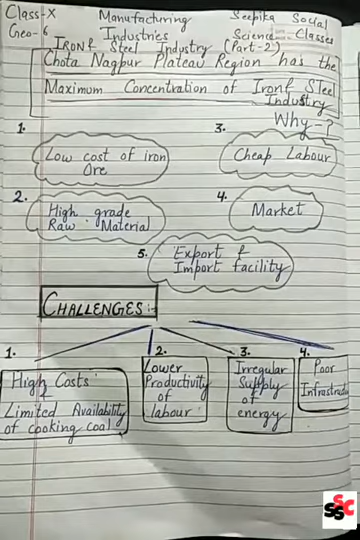 Class-X Manufacturing Seepika Social
Geo-6 Industries Science Classes
Iron & Steel Industry (Part-2)
Chota Nagpur Plateau Region has the
Maximum Concentration of Iron & Steel
Industry
Why-?
1. Low cost of iron
Ore
2. High grade
Raw Material
3. Cheap Labour
4. Market
5. Export &
Import facility
CHALLENGES:-
1. High Costs
&
Limited Availability
of cooking coal
2. Lower
Productivity
of
labour
3. Irregular
Supply
of
energy
4. Poor
SSC